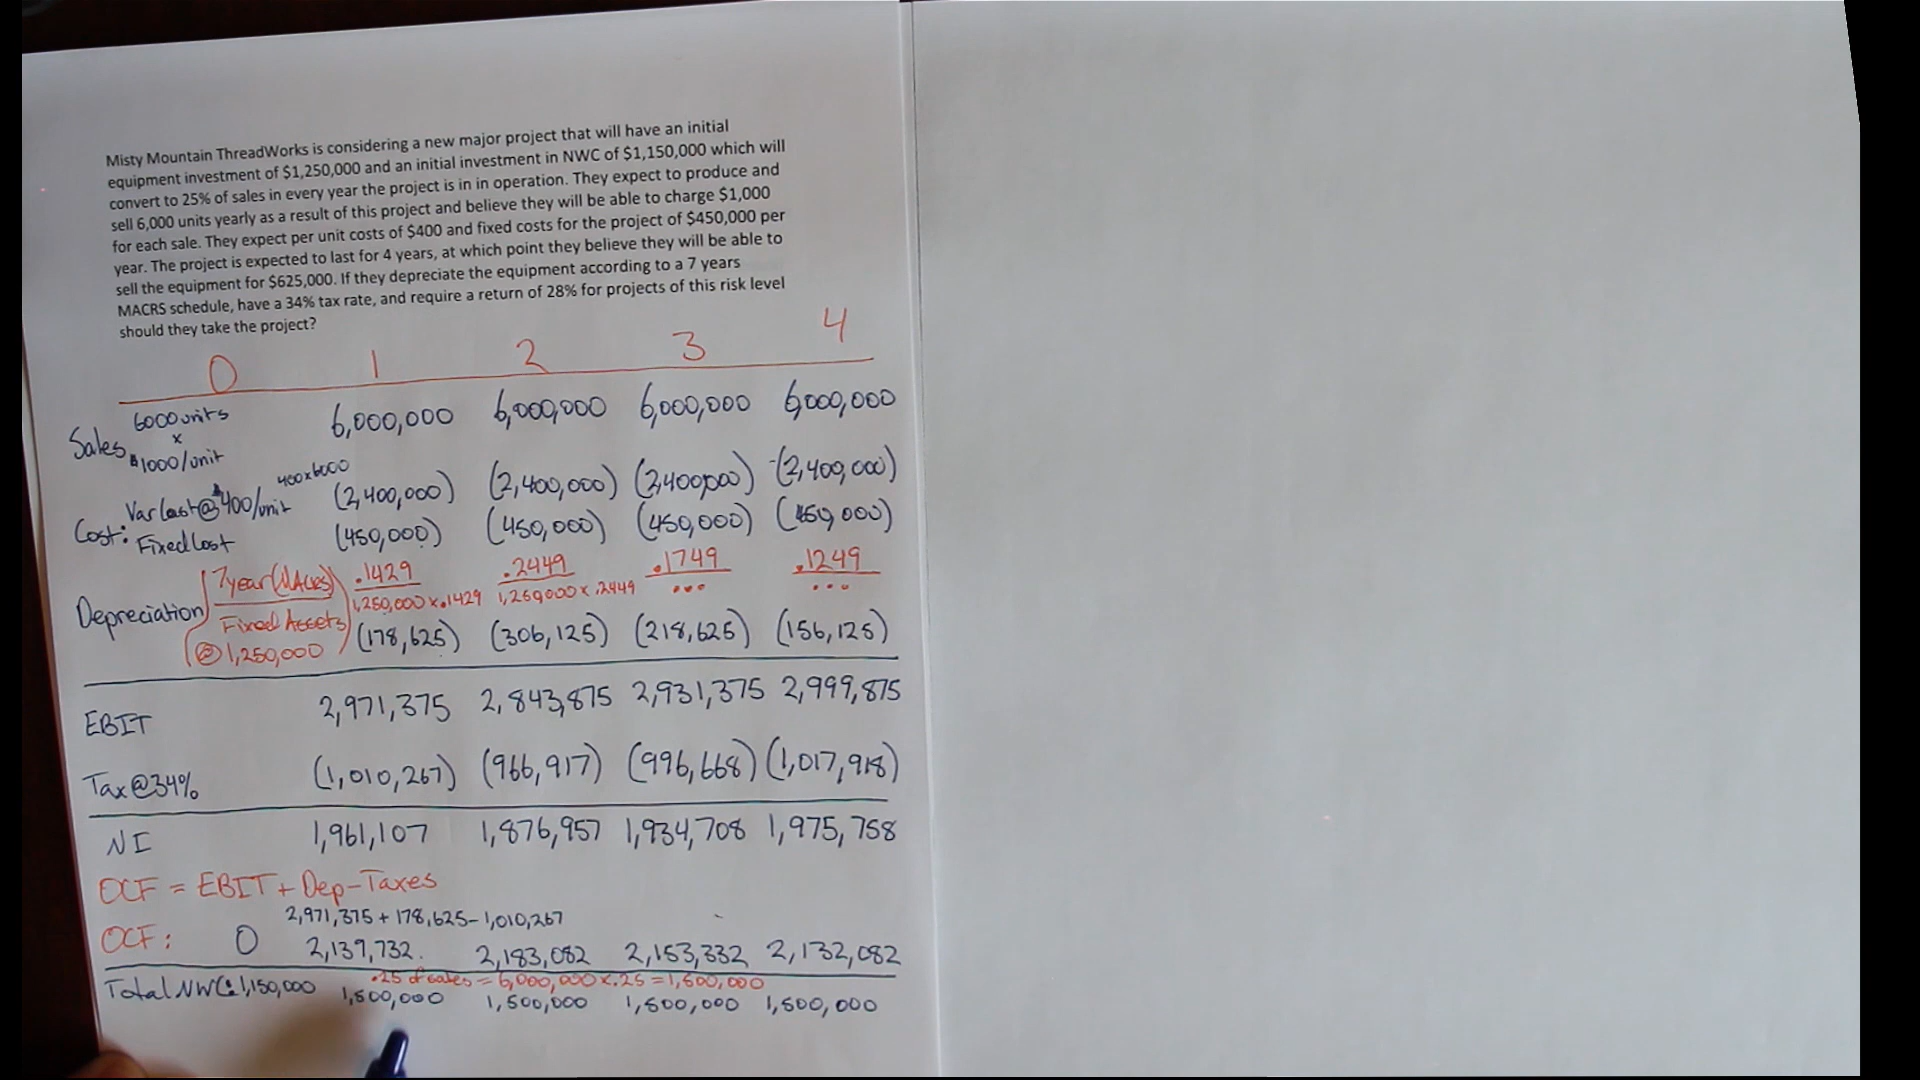 Misty Mountain ThreadWorks is considering a new major project that will have an initial
equipment investment of $1,250,000 and an initial investment in NWC of $1,150,000 which will
convert to 25% of sales in every year the project is in in operation. They expect to produce and
sell 6,000 units yearly as a result of this project and believe they will be able to charge $1,000
for each sale. They expect per unit costs of $400 and fixed costs for the project of $450,000 per
year. The project is expected to last for 4 years, at which point they believe they will be able to
sell the equipment for $625,000. If they depreciate the equipment according to a 7 years
MACRS schedule, have a 34% tax rate, and require a return of 28% for projects of this risk level
should they take the project?
0 1 2 3 4
Sales 6000 units x $1000/unit 6,000,000 6,000,000 6,000,000 6,000,000
400x6000
Cost: Var Cost@$400/unit (2,400,000) (2,400,000) (2,400,000) (2,400,000)
Fixed Cost (450,000) (450,000) (450,000) (450,000)
7 year (MACRS) .1429 .2449 .1749 .1249
1,250,000 x .1429 1,250,000 x .2449 ... ...
Depreciation Fixed Assets (178,625) (306,125) (218,625) (156,125)
@ 1,250,000
EBIT 2,971,375 2,843,875 2,931,375 2,999,875
Tax@34% (1,010,267) (966,917) (996,668) (1,017,918)
NI 1,961,107 1,876,957 1,934,708 1,975,758
OCF = EBIT + Dep - Taxes
2,971,375 + 178,625 - 1,010,267
OCF: 0 2,139,732. 2,183,082 2,153,332 2,132,082
.25 of sales = 6,000,000 x .25 = 1,500,000
Total NWC: 1,150,000 1,500,000 1,500,000 1,500,000 1,500,000